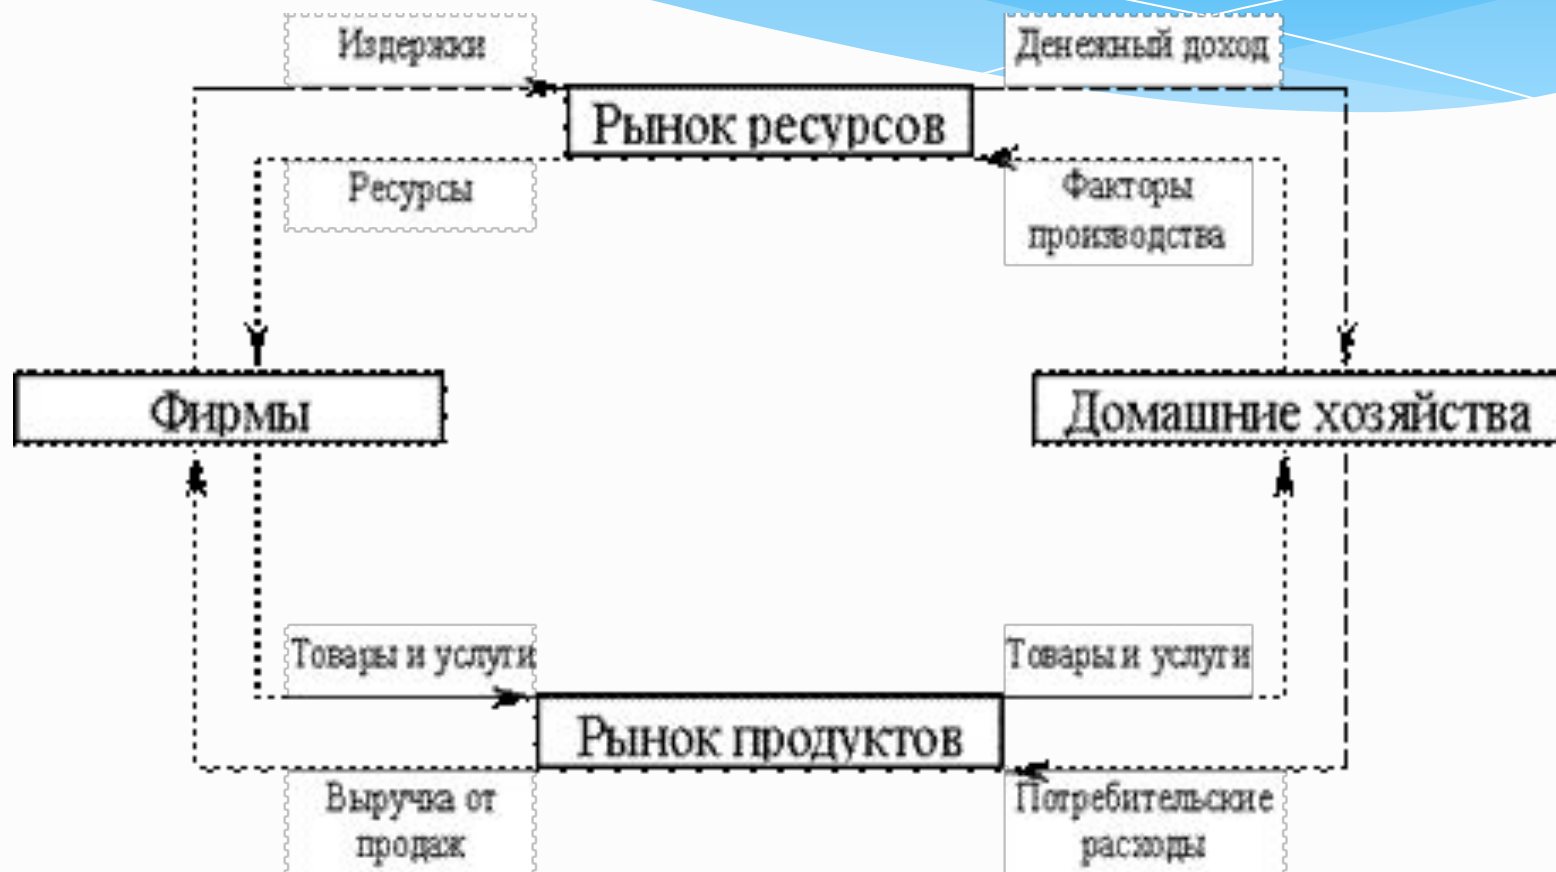 Издержки
Денежный доход
Рынок ресурсов
Ресурсы
Факторы
производства
Фирмы
Домашние хозяйства
Товары и услуги
Товары и услуги
Рынок продуктов
Выручка от
продаж
Потребительские
расходы